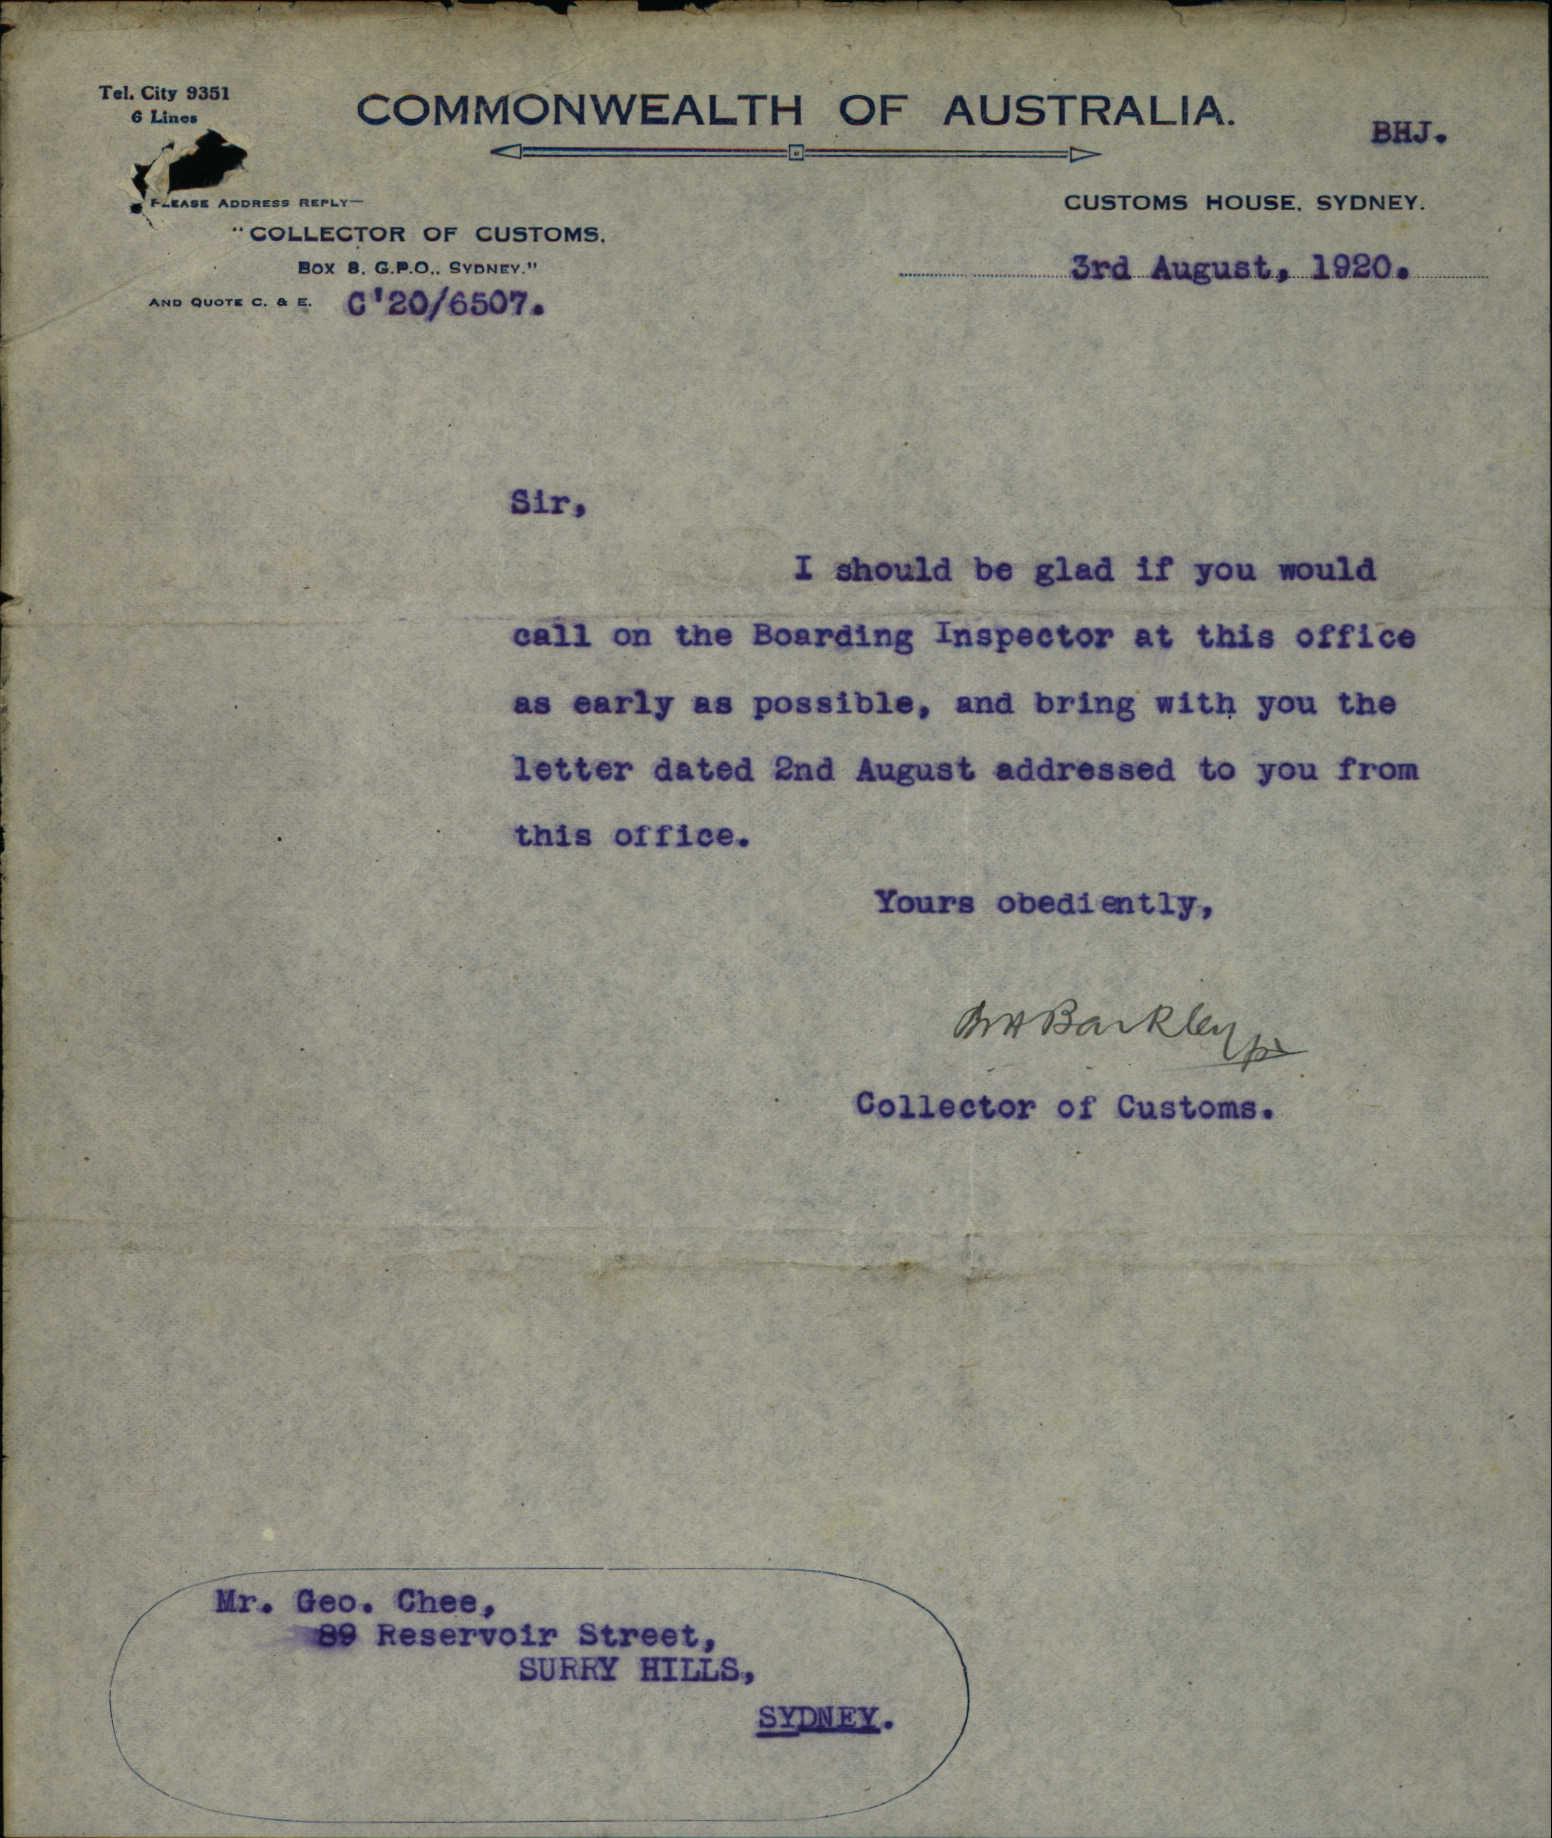 Tel. City 9351
6 Lines
COMMONWEALTH OF AUSTRALIA.
BHJ.
PLEASE ADDRESS REPLY—
"COLLECTOR OF CUSTOMS,
BOX 8, G.P.O., SYDNEY."
AND QUOTE C. & E. C'20/6507.
CUSTOMS HOUSE, SYDNEY.
3rd August, 1920.
Sir,
I should be glad if you would
call on the Boarding Inspector at this office
as early as possible, and bring with you the
letter dated 2nd August addressed to you from
this office.
Yours obediently,
Barkley
Collector of Customs.
Mr. Geo. Chee,
89 Reservoir Street,
SURRY HILLS,
SYDNEY.